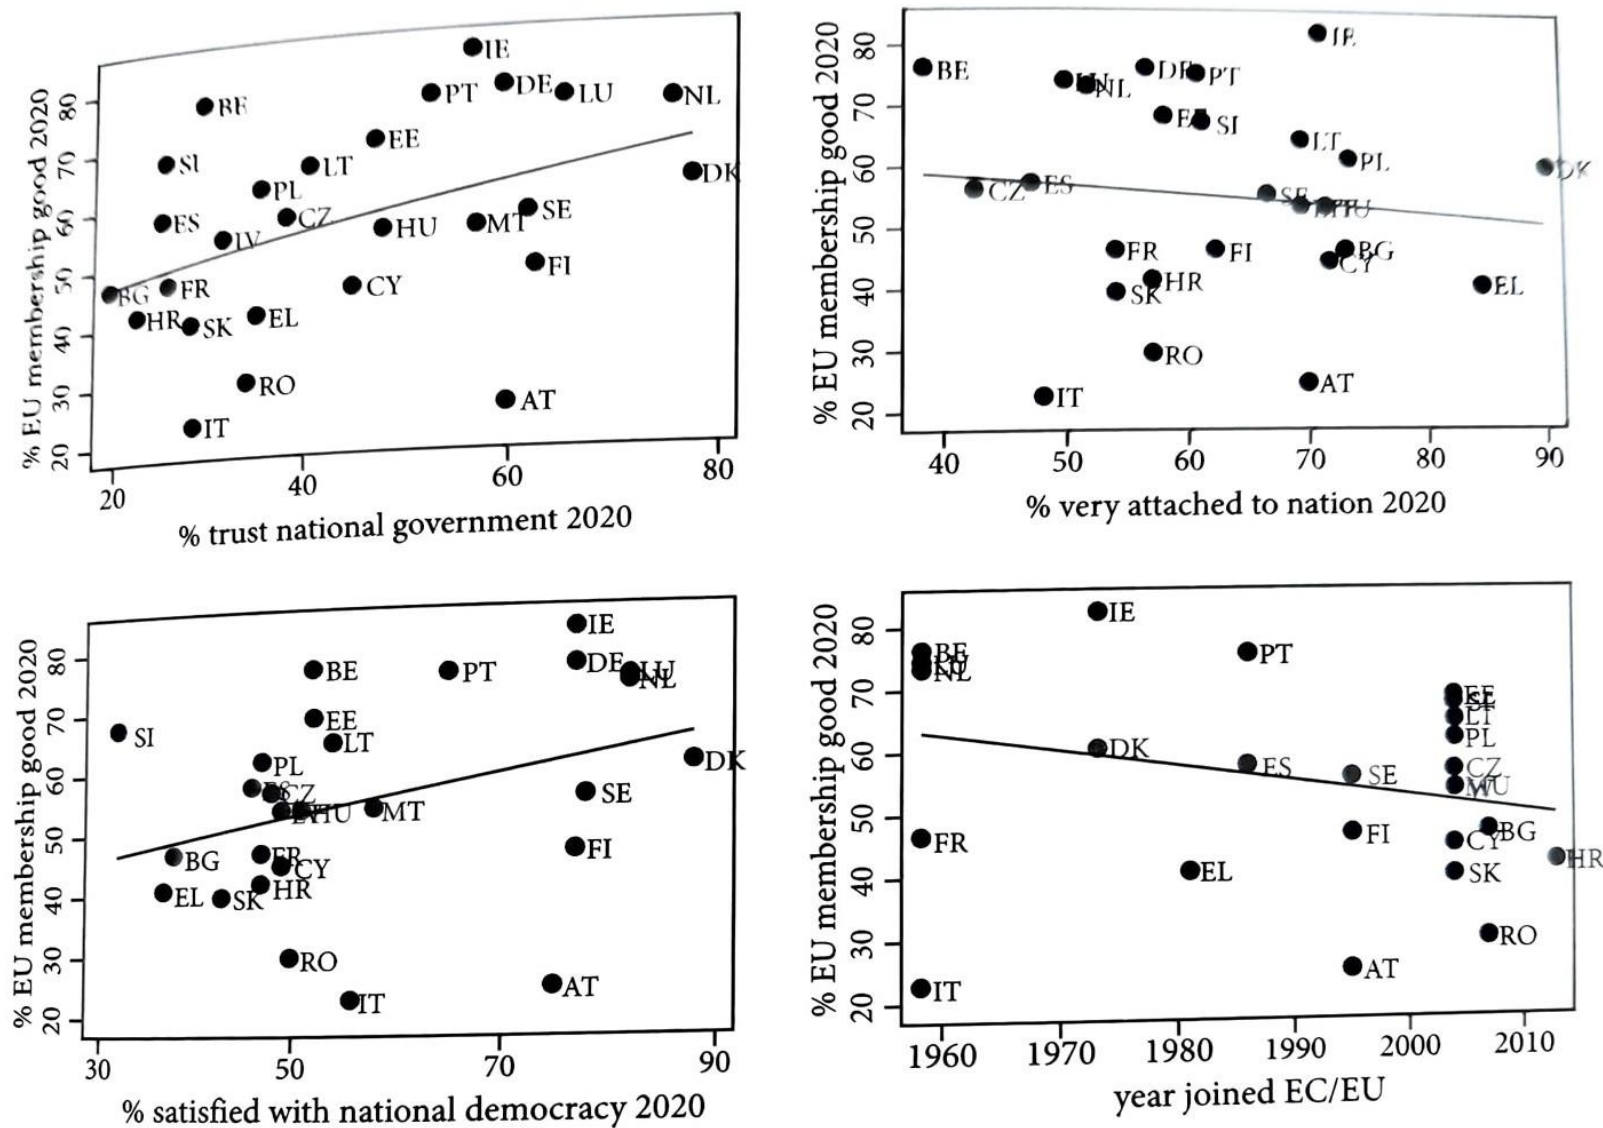 % EU membership good 2020
80
70
60
50
40
30
20
IE
DE
PT
LU
NL
BE
EE
SI
LT
DK
PL
CZ
SE
ES
MT
HU
LV
FI
FR
CY
BG
HR
SK
EL
RO
AT
IT
20 40 60 80
% trust national government 2020
% EU membership good 2020
80
70
60
50
40
30
20
IE
BE
DE
PT
NL
SI
LT
PL
DK
ES
CZ
SE
HU
FR
FI
BG
CY
HR
SK
EL
RO
AT
IT
40 50 60 70 80 90
% very attached to nation 2020
% EU membership good 2020
80
70
60
50
40
30
20
IE
DE
BE
PT
LU
NL
EE
SI
LT
PL
DK
ES
CZ
SE
HU
MT
FI
BG
FR
CY
HR
EL
SK
RO
AT
IT
30 50 70 90
% satisfied with national democracy 2020
% EU membership good 2020
80
70
60
50
40
30
20
IE
BE
NL
PT
EE
LT
PL
DK
ES
SE
CZ
FR
FI
BG
CY
EL
SK
HR
RO
AT
IT
1960 1970 1980 1990 2000 2010
year joined EC/EU